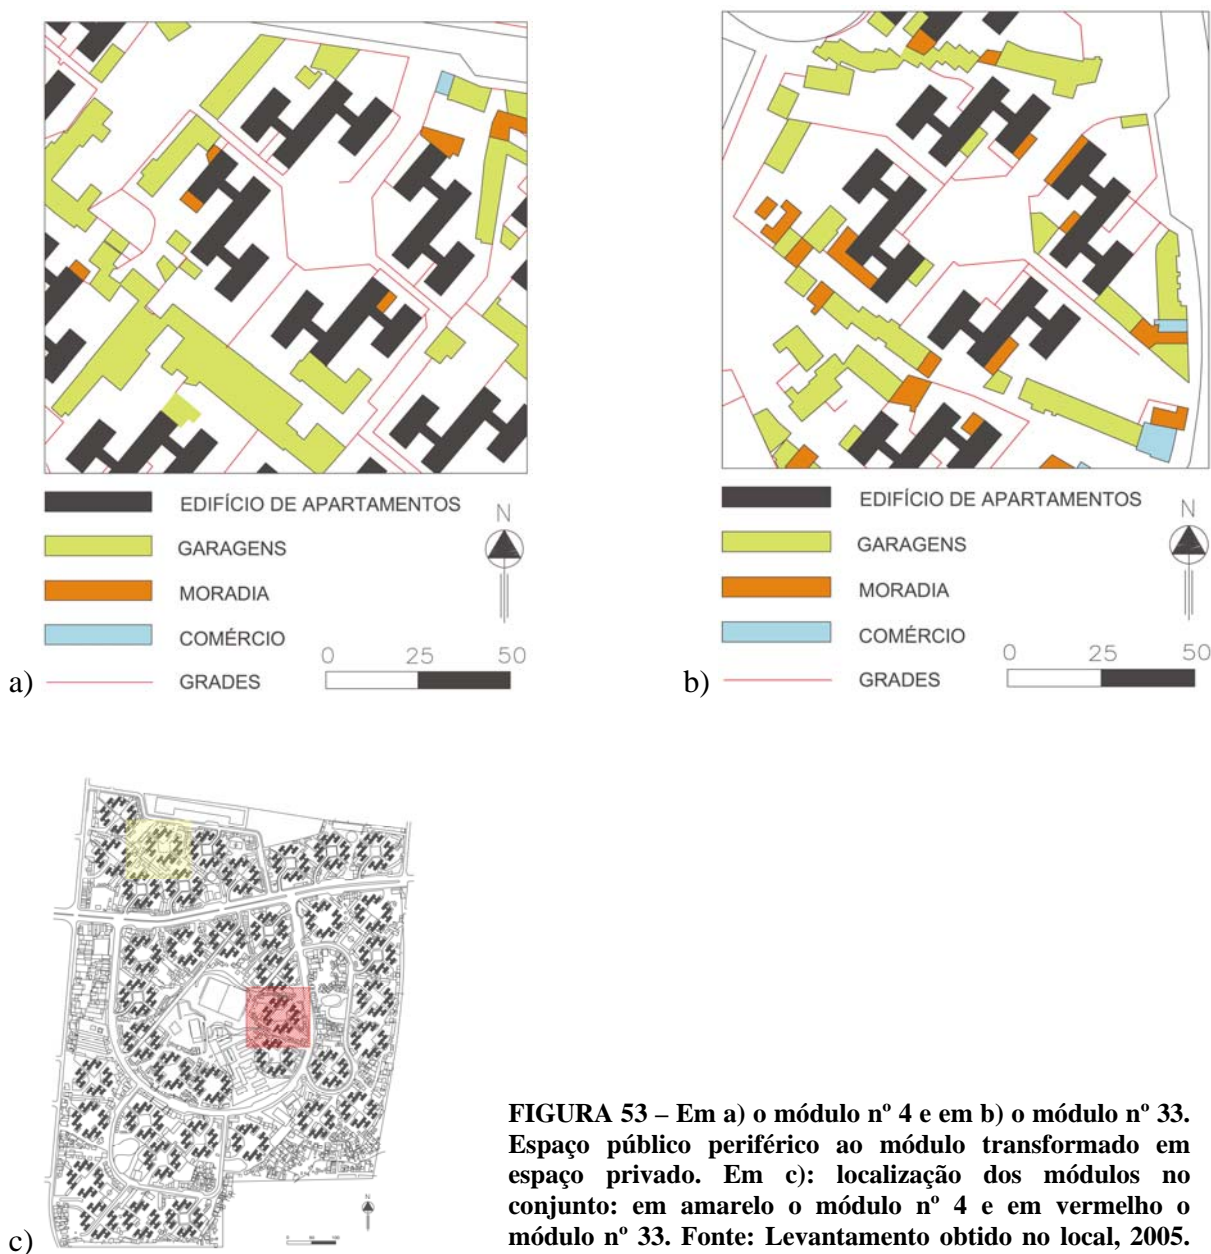 EDIFÍCIO DE APARTAMENTOS
GARAGENS
MORADIA
COMÉRCIO
GRADES
N
0 25 50
a)
EDIFÍCIO DE APARTAMENTOS
GARAGENS
MORADIA
COMÉRCIO
GRADES
N
0 25 50
b)
N
c)
FIGURA 53 – Em a) o módulo nº 4 e em b) o módulo nº 33.
Espaço público periférico ao módulo transformado em
espaço privado. Em c): localização dos módulos no
conjunto: em amarelo o módulo nº 4 e em vermelho o
módulo nº 33. Fonte: Levantamento obtido no local, 2005.